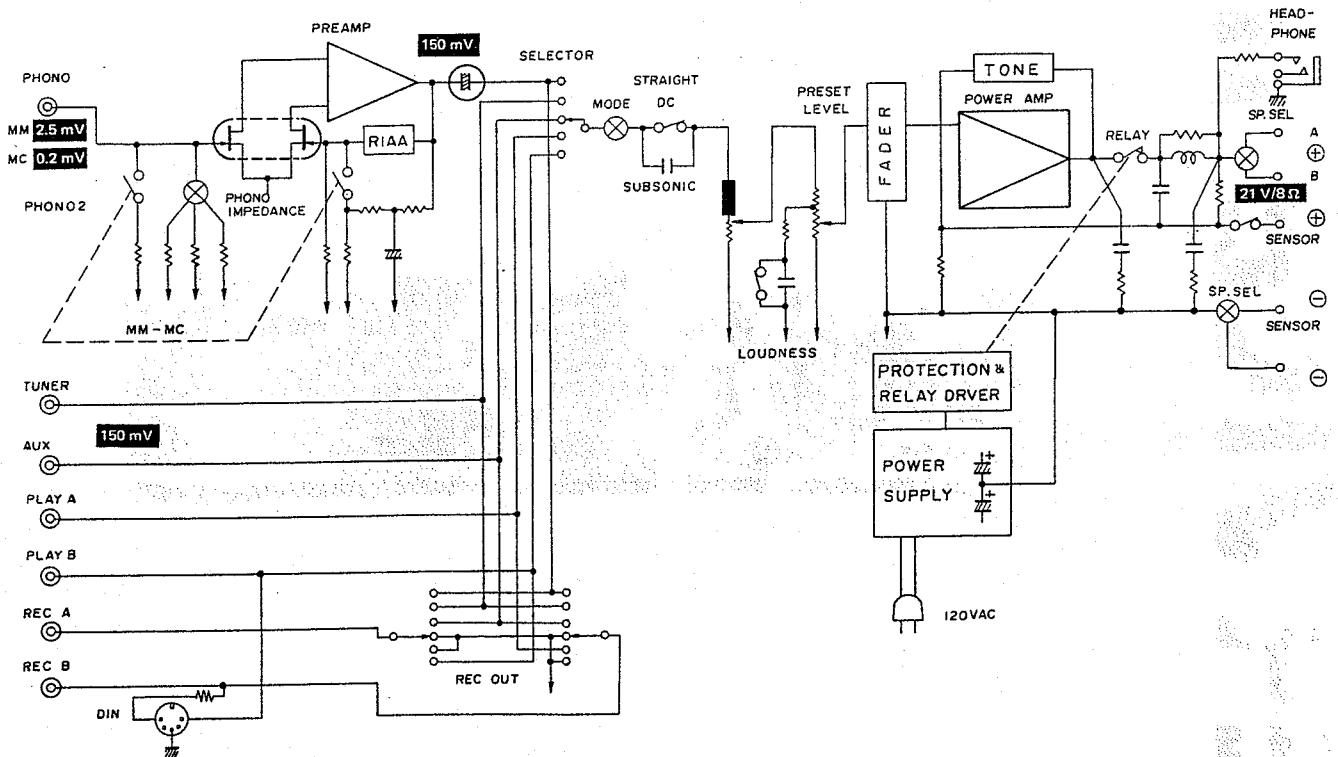 HEAD-
PHONE
PREAMP
150 mV.
SELECTOR
STRAIGHT
DC
MODE
SUBSONIC
PRESET
LEVEL
TONE
POWER AMP
FADER
RELAY
SP. SEL
A
⊕
B
21 V/8Ω
⊕
SENSOR
PHONO
MM 2.5 mV
MC 0.2 mV
RIAA
PHONO 2
PHONO
IMPEDANCE
MM-MC
SP. SEL
⊖
SENSOR
⊖
LOUDNESS
PROTECTION &
RELAY DRVER
POWER
SUPPLY
+
+
120VAC
TUNER
150 mV
AUX
PLAY A
PLAY B
REC A
REC B
REC OUT
DIN